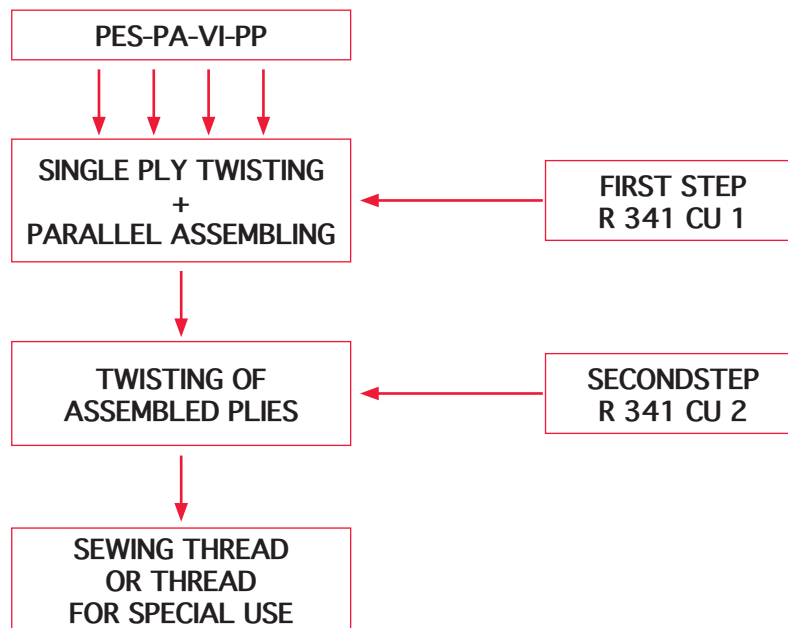 PES-PA-VI-PP
SINGLE PLY TWISTING
+
PARALLEL ASSEMBLING
FIRST STEP
R 341 CU 1
TWISTING OF
ASSEMBLED PLIES
SECONDSTEP
R 341 CU 2
SEWING THREAD
OR THREAD
FOR SPECIAL USE